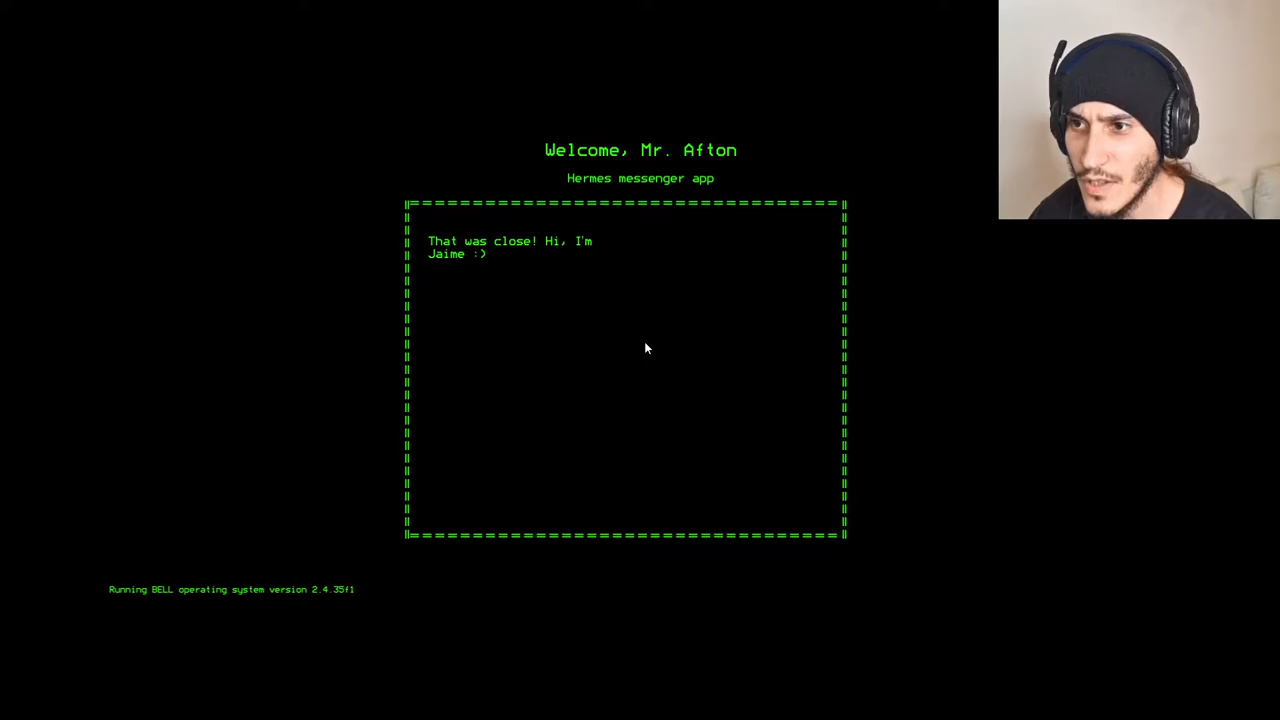 Welcome, Mr. Afton
Hermes messenger app
That was close! Hi, I'm
Jaime :)
Running BELL operating system version 2.4.35f1